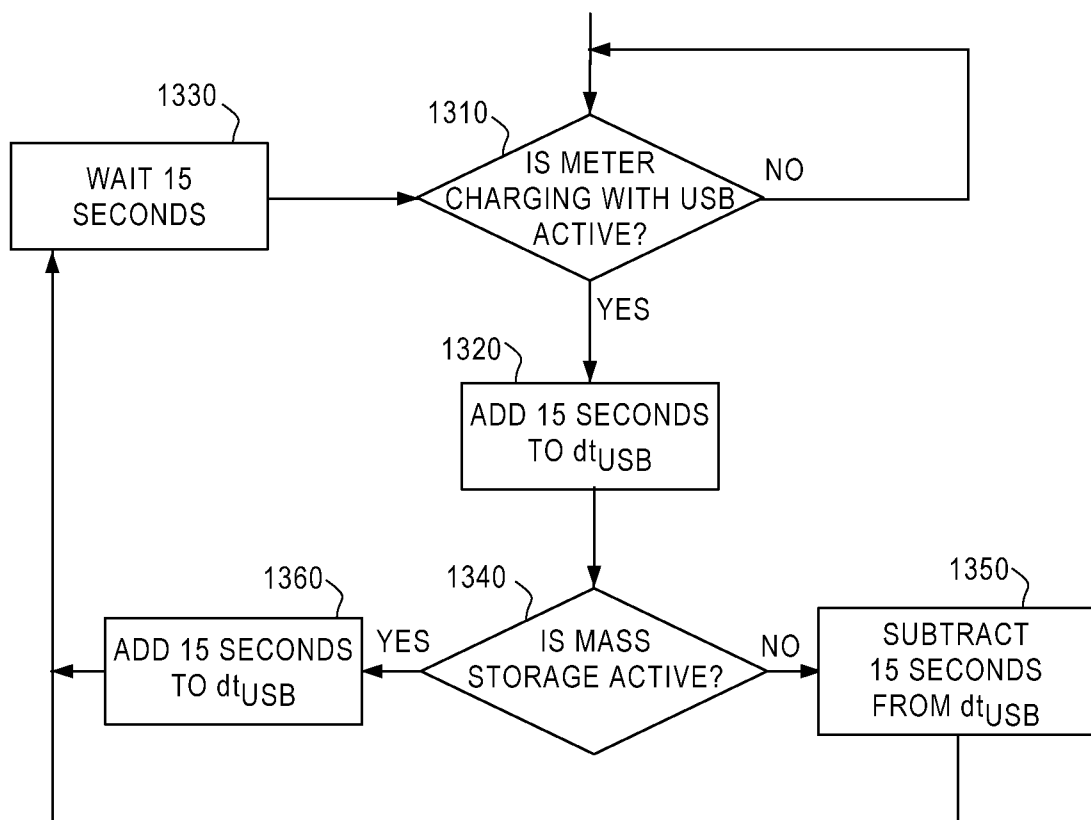 1330
WAIT 15
SECONDS
1310
IS METER
CHARGING WITH USB
ACTIVE?
NO
YES
1320
ADD 15 SECONDS
TO dtUSB
1360
ADD 15 SECONDS
TO dtUSB
YES
1340
IS MASS
STORAGE ACTIVE?
NO
1350
SUBTRACT
15 SECONDS
FROM dtUSB